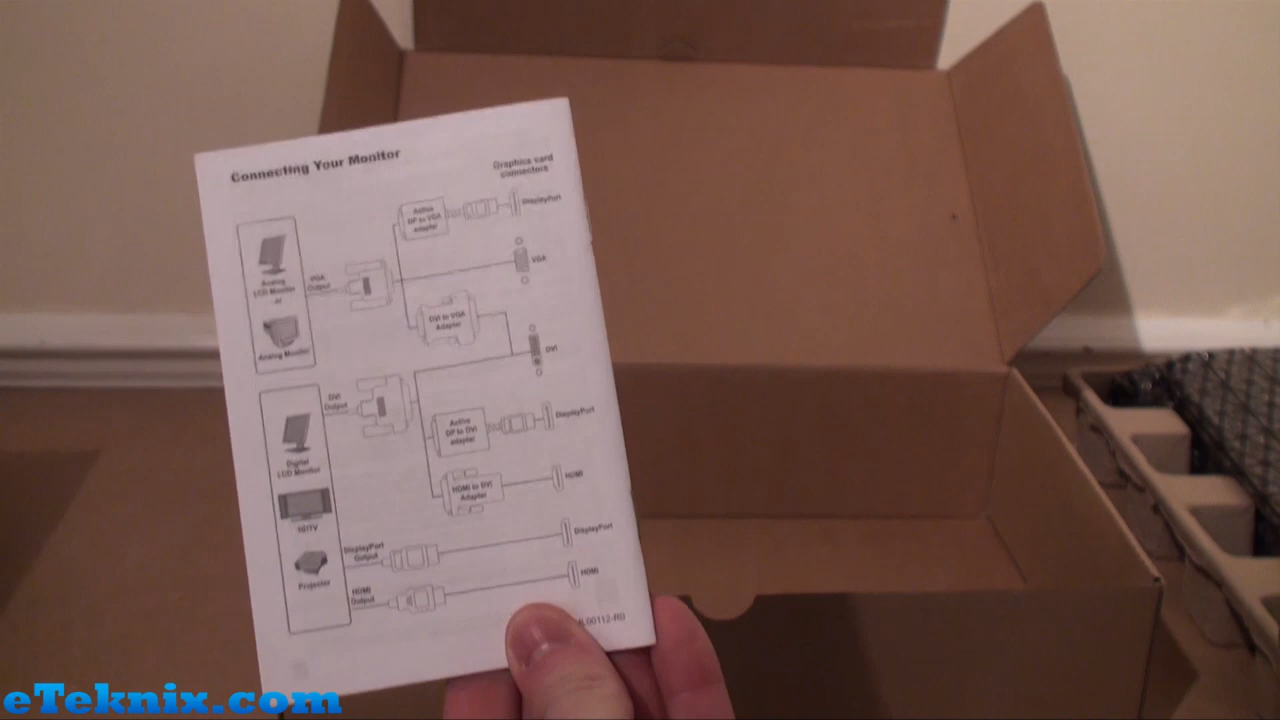 Connecting Your Monitor
Graphics card
connectors
Active
DP to VGA
adapter
DisplayPort
Analog
LCD Monitor
or
Analog Monitor
VGA
Output
VGA
DVI to VGA
Adapter
DVI
DVI
Output
Active
DP to DVI
adapter
DisplayPort
Digital
LCD Monitor
HDMI to DVI
Adapter
HDMI
Projector
DisplayPort
Output
DisplayPort
HDMI
Output
HDMI
eTeknix.com